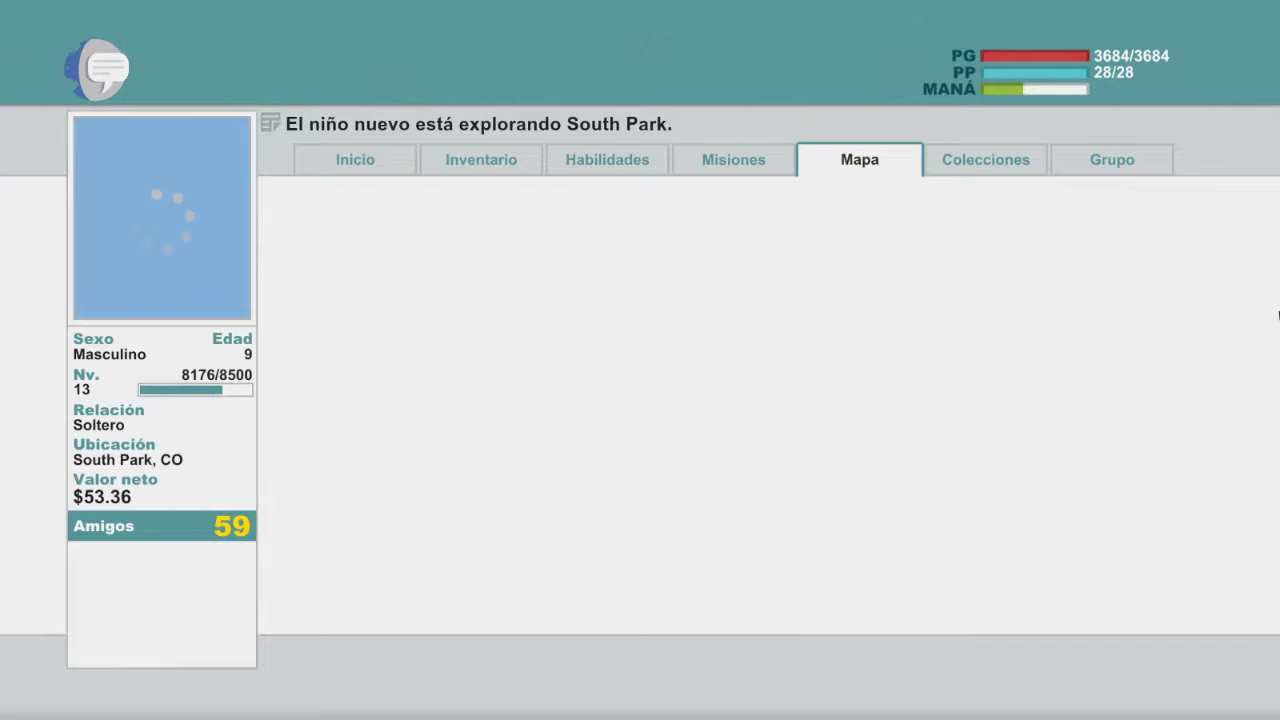 PG 3684/3684
PP 28/28
MANÁ
El niño nuevo está explorando South Park.
Inicio Inventario Habilidades Misiones Mapa Colecciones Grupo
Sexo Edad
Masculino 9
Nv. 8176/8500
13
Relación
Soltero
Ubicación
South Park, CO
Valor neto
$53.36
Amigos 59